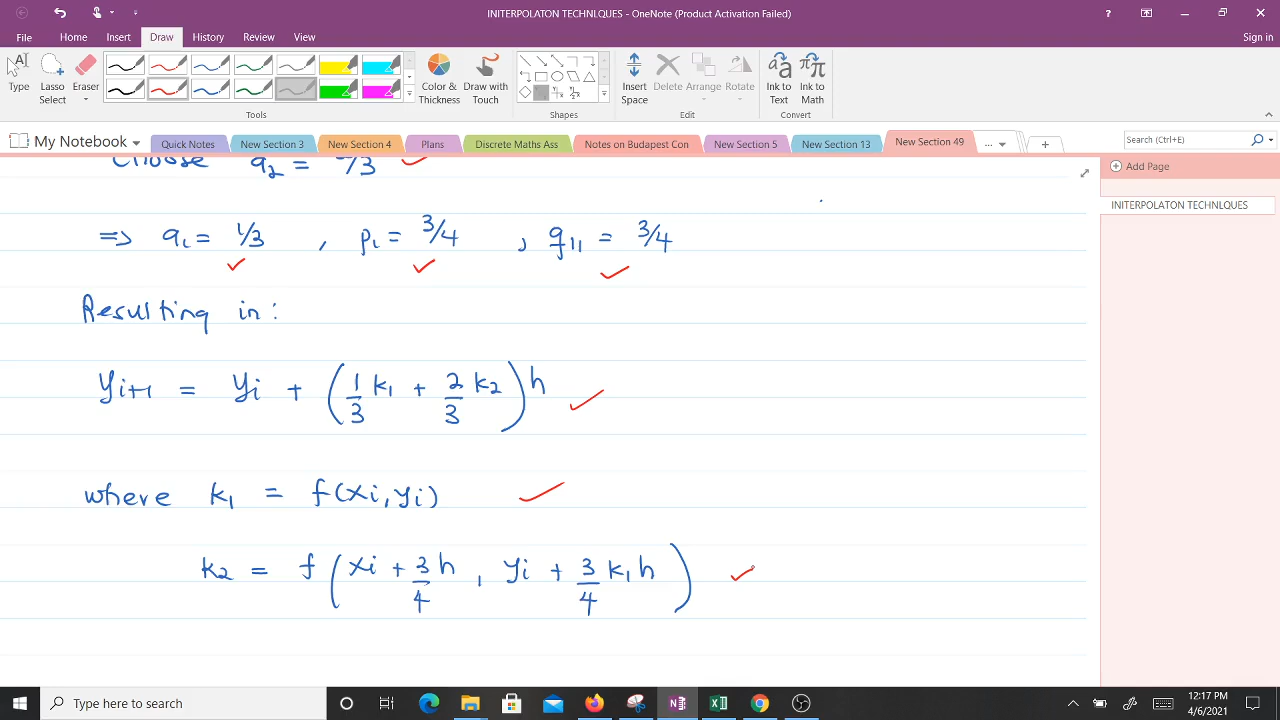 INITERPOLATON TECHNLQUES - OneNote (Product Activation Failed)
File Home Insert Draw History Review View Sign in
Type Lasso Select Eraser Color & Thickness Draw with Touch Insert Space Delete Arrange Rotate Ink to Text Ink to Math
Tools Shapes Edit Convert
My Notebook Quick Notes New Section 3 New Section 4 Plans Discrete Maths Ass Notes on Budapest Con New Section 5 New Section 13 New Section 49 ... Search (Ctrl+E)
Add Page
INITERPOLATON TECHNLQUES
Choose a₂ = 2/3
⇒ a₁ = 1/3 , p₁ = 3/4 , q₁₁ = 3/4
Resulting in:
yᵢ₊₁ = yᵢ + (1/3 k₁ + 2/3 k₂) h
where k₁ = f(xᵢ, yᵢ)
k₂ = f(xᵢ + 3/4 h , yᵢ + 3/4 k₁h)
Type here to search
12:17 PM
4/6/2021